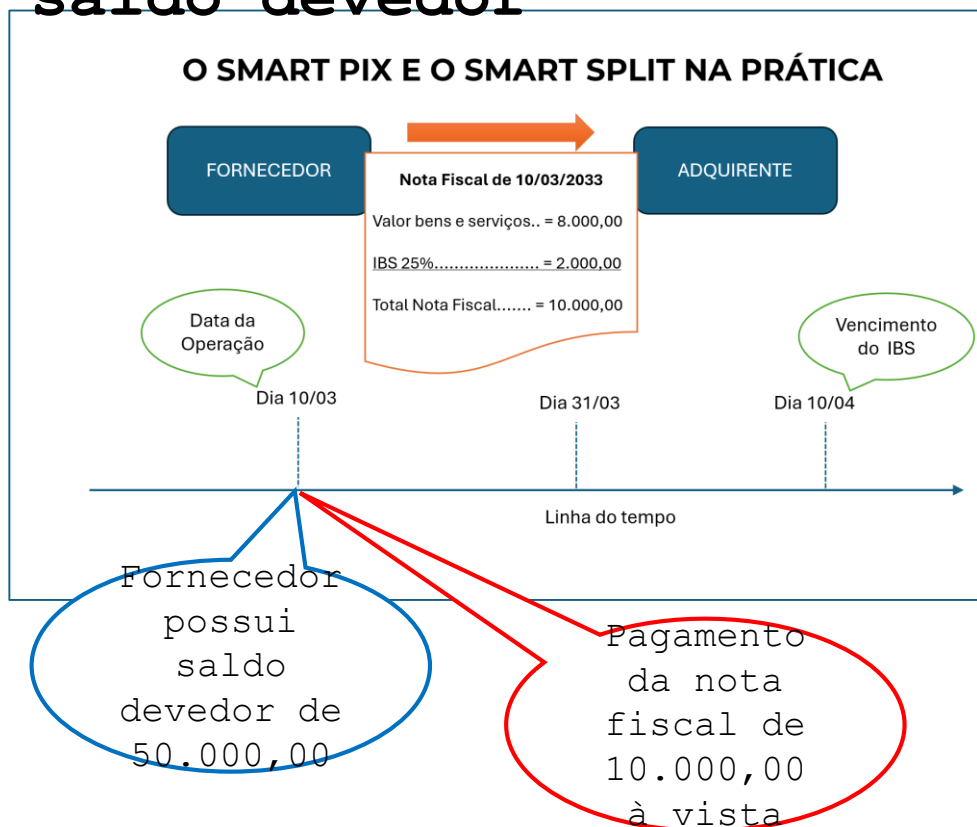 saldo devedor
O SMART PIX E O SMART SPLIT NA PRÁTICA
FORNECEDOR
ADQUIRENTE
Nota Fiscal de 10/03/2033
Valor bens e serviços.. = 8.000,00
IBS 25%..................... = 2.000,00
Total Nota Fiscal....... = 10.000,00
Data da
Operação
Vencimento
do IBS
Dia 10/03
Dia 31/03
Dia 10/04
Linha do tempo
Fornecedor
possui
saldo
devedor de
50.000,00
Pagamento
da nota
fiscal de
10.000,00
à vista